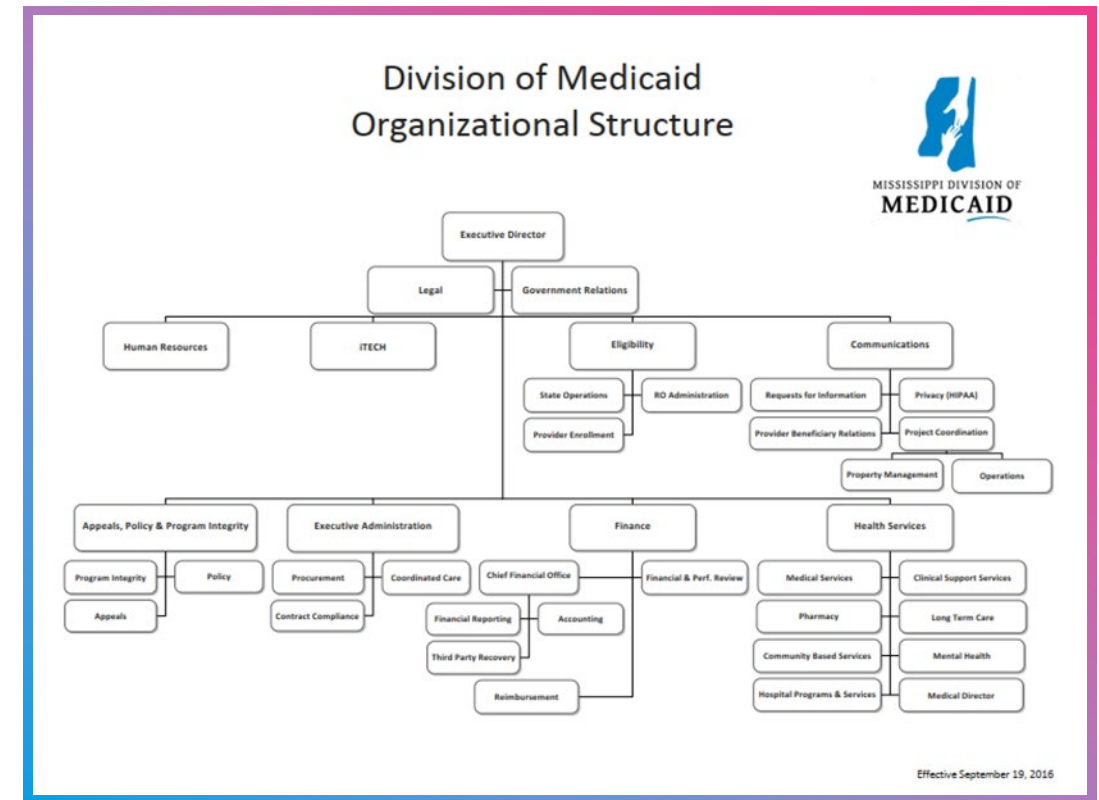 Division of Medicaid
Organizational Structure
MISSISSIPPI DIVISION OF
MEDICAID
Executive Director
Legal
Government Relations
Human Resources
iTECH
Eligibility
Communications
State Operations
RO Administration
Requests for Information
Privacy (HIPAA)
Provider Enrollment
Provider Beneficiary Relations
Project Coordination
Property Management
Operations
Appeals, Policy & Program Integrity
Executive Administration
Finance
Health Services
Program Integrity
Policy
Procurement
Coordinated Care
Chief Financial Office
Financial & Perf. Review
Medical Services
Clinical Support Services
Appeals
Contract Compliance
Financial Reporting
Accounting
Pharmacy
Long Term Care
Third Party Recovery
Community Based Services
Mental Health
Reimbursement
Hospital Programs & Services
Medical Director
Effective September 19, 2016